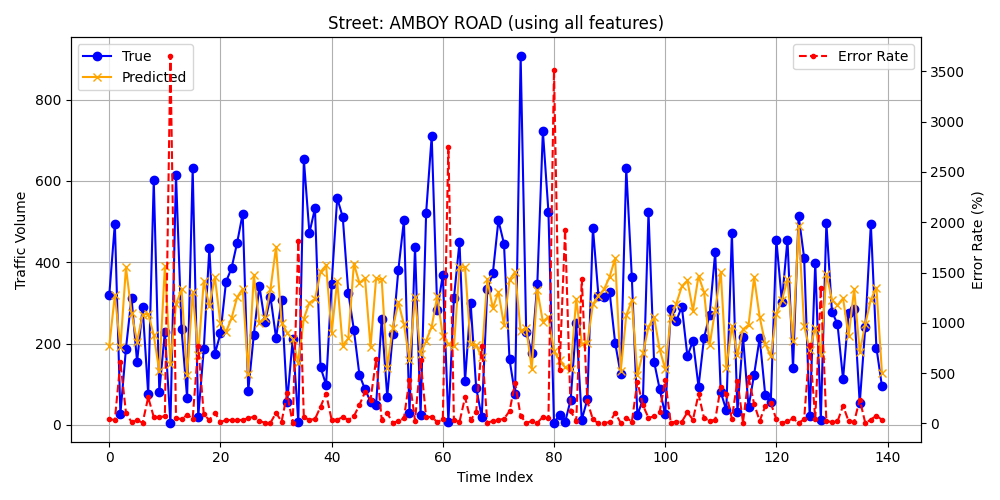 Street: AMBOY ROAD (using all features)
True
Predicted
Error Rate
Traffic Volume
800
600
400
200
0
3500
3000
2500
2000
1500
1000
500
0
Error Rate (%)
0 20 40 60 80 100 120 140
Time Index